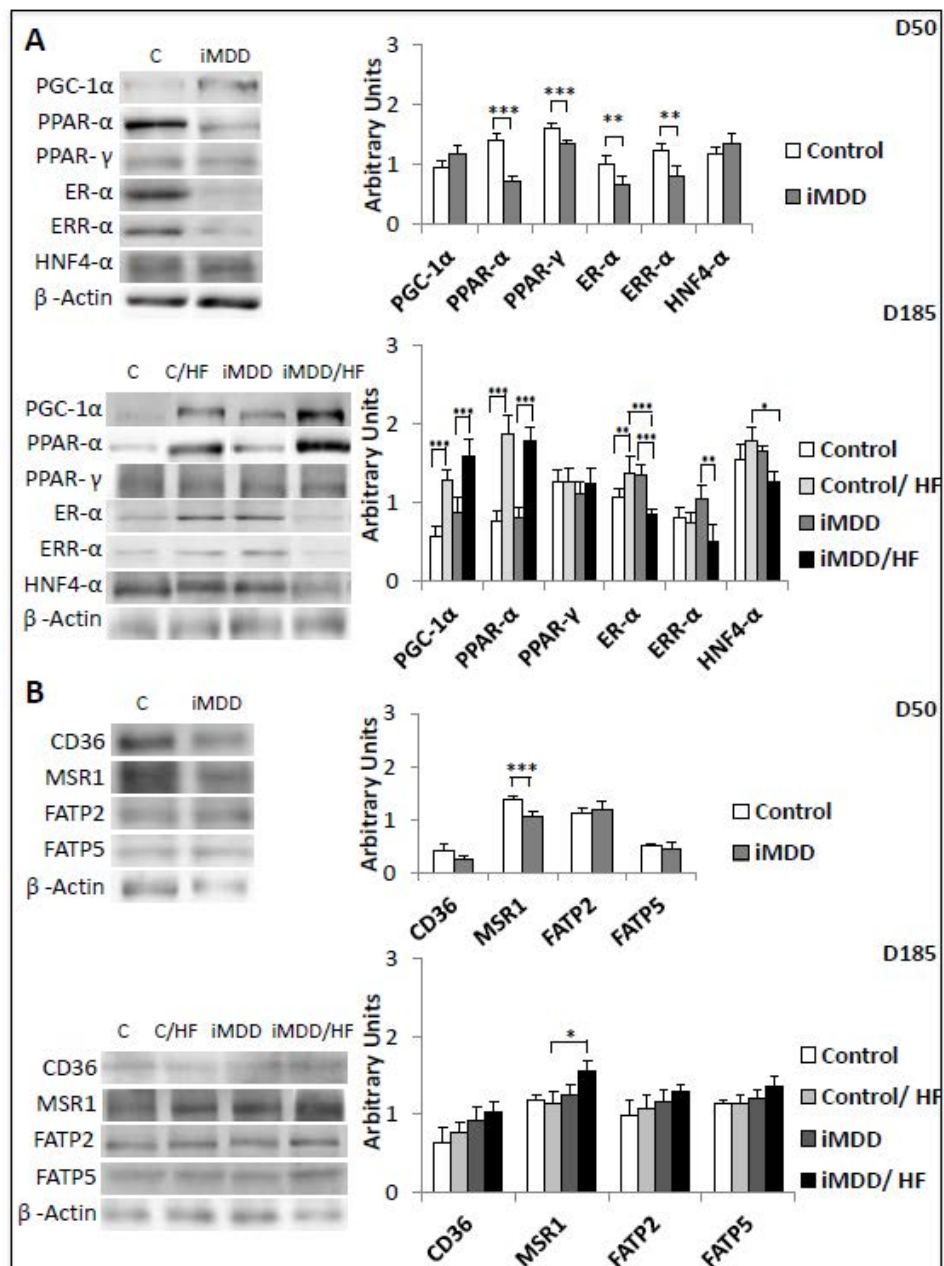 A
D50
C iMDD
PGC-1α
PPAR-α
PPAR- γ
ER-α
ERR-α
HNF4-α
β -Actin
Arbitrary Units
3
2
1
0
*** *** ** **
PGC-1α PPAR-α PPAR-γ ER-α ERR-α HNF4-α
Control
iMDD
D185
C C/HF iMDD iMDD/HF
PGC-1α
PPAR-α
PPAR- γ
ER-α
ERR-α
HNF4-α
β -Actin
Arbitrary Units
3
2
1
0
*** *** *** *** ** *** *** ** *
PGC-1α PPAR-α PPAR-γ ER-α ERR-α HNF4-α
Control
Control/ HF
iMDD
iMDD/HF
B
D50
C iMDD
CD36
MSR1
FATP2
FATP5
β -Actin
Arbitrary Units
3
2
1
0
***
CD36 MSR1 FATP2 FATP5
Control
iMDD
D185
C C/HF iMDD iMDD/HF
CD36
MSR1
FATP2
FATP5
β -Actin
Arbitrary Units
3
2
1
0
*
CD36 MSR1 FATP2 FATP5
Control
Control/ HF
iMDD
iMDD/ HF